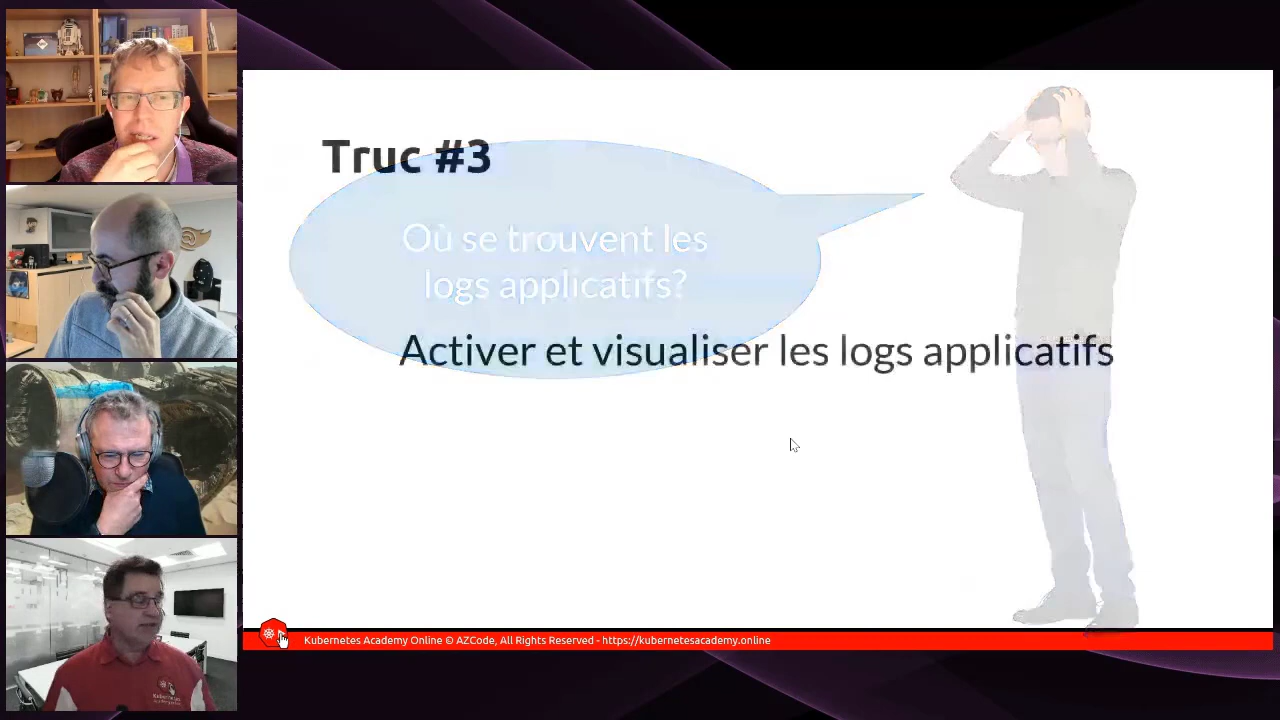 Truc #3
Où se trouvent les
logs applicatifs?
Activer et visualiser les logs applicatifs
Kubernetes Academy Online © AZCode, All Rights Reserved - https://kubernetesacademy.online
Kubernetes